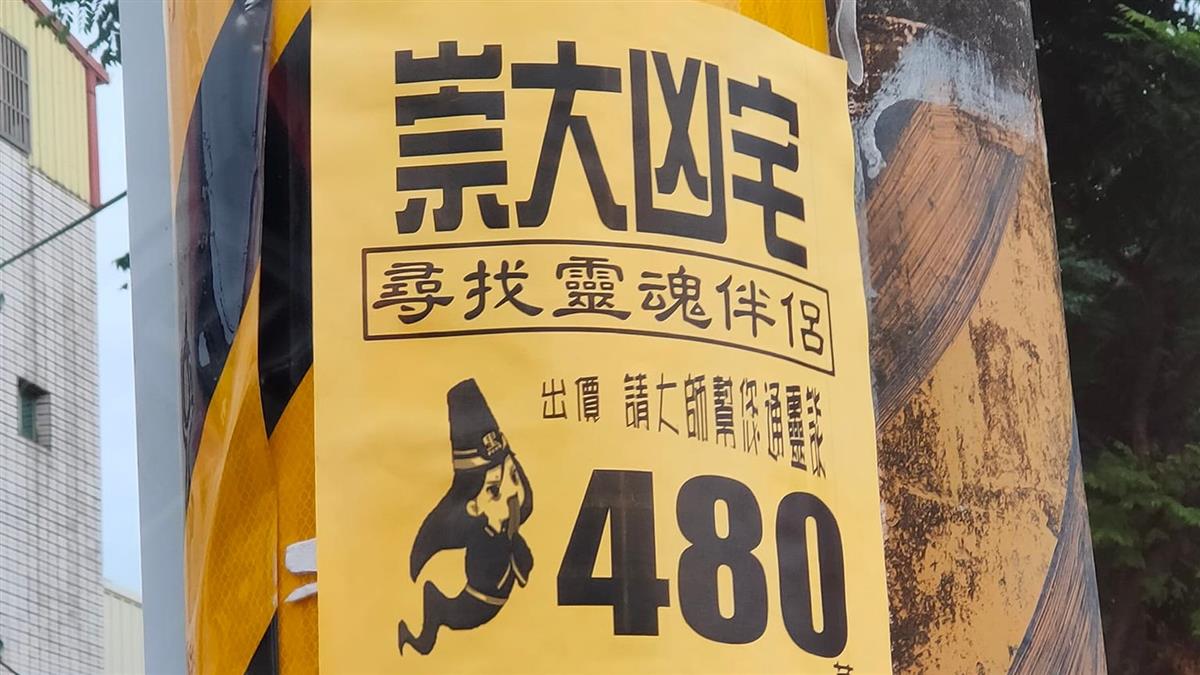 崇大凶宅
尋找靈魂伴侶
出價 請大師幫您通靈談
480